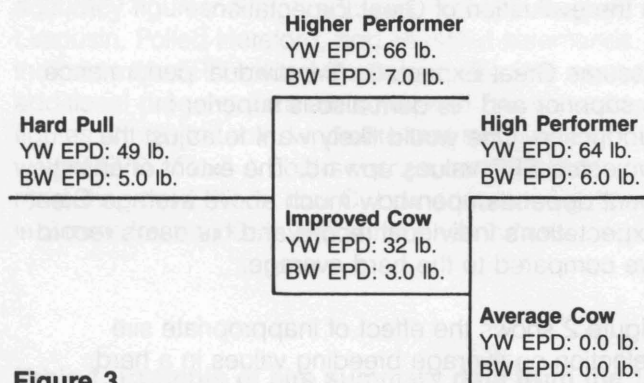 Higher Performer
YW EPD: 66 lb.
BW EPD: 7.0 lb.
Hard Pull
YW EPD: 49 lb.
BW EPD: 5.0 lb.
High Performer
YW EPD: 64 lb.
BW EPD: 6.0 lb.
Improved Cow
YW EPD: 32 lb.
BW EPD: 3.0 lb.
Average Cow
YW EPD: 0.0 lb.
BW EPD: 0.0 lb.
Figure 3